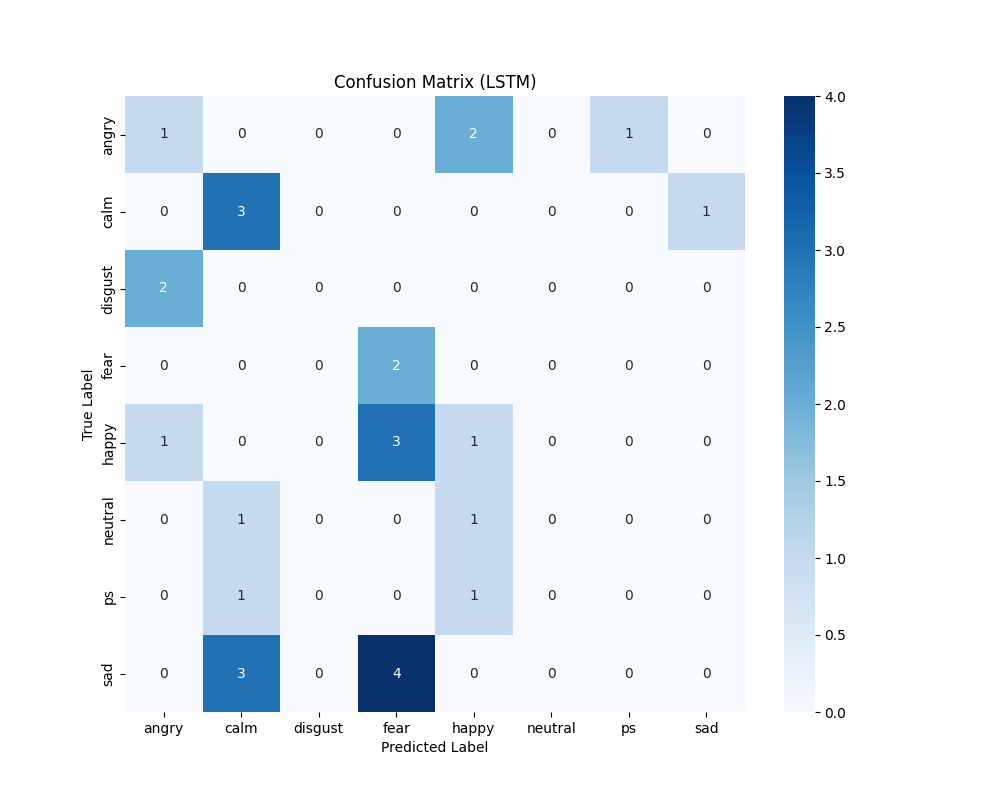 Confusion Matrix (LSTM)
angry 1 0 0 0 2 0 1 0
calm 0 3 0 0 0 0 0 1
disgust 2 0 0 0 0 0 0 0
fear 0 0 0 2 0 0 0 0
happy 1 0 0 3 1 0 0 0
neutral 0 1 0 0 1 0 0 0
ps 0 1 0 0 1 0 0 0
sad 0 3 0 4 0 0 0 0
angry calm disgust fear happy neutral ps sad
Predicted Label
True Label
4.0
3.5
3.0
2.5
2.0
1.5
1.0
0.5
0.0